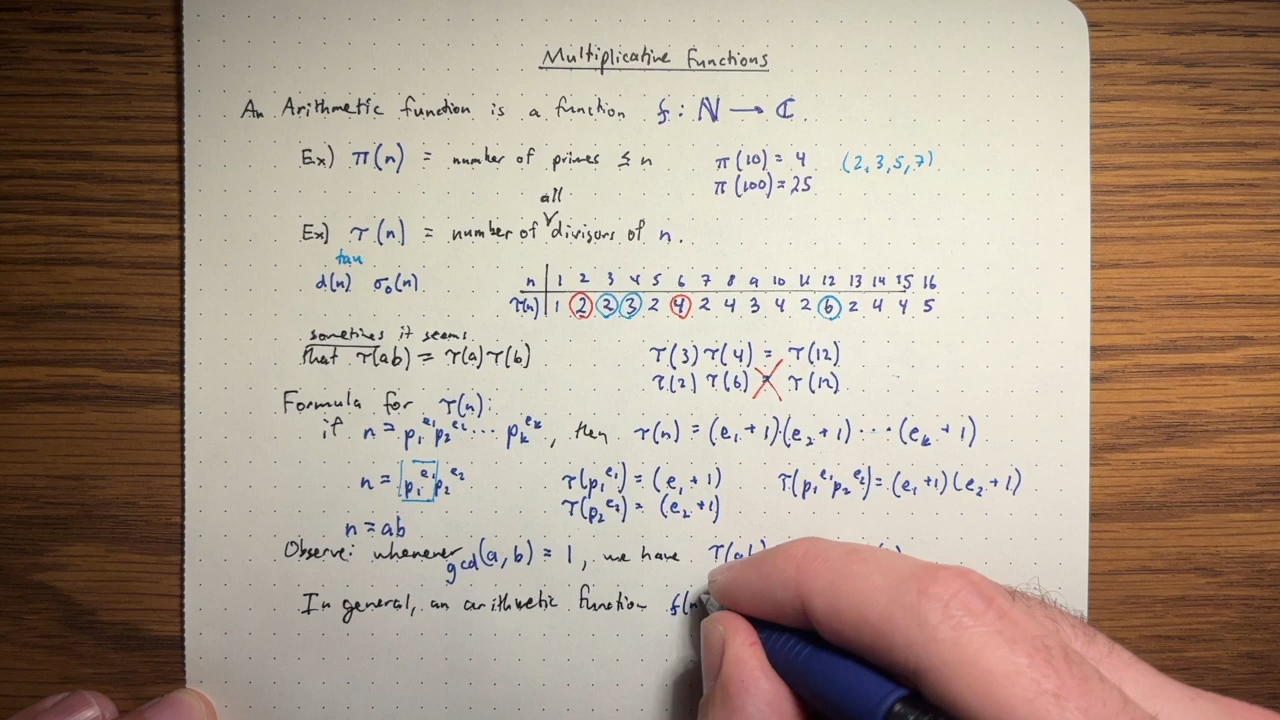 Multiplicative Functions
An Arithmetic function is a function f : ℕ → ℂ
Ex) π(n) = number of primes ≤ n π(10) = 4 (2,3,5,7)
π(100) = 25
all
Ex) τ(n) = number of divisors of n.
tau
d(n) σ₀(n)
n 1 2 3 4 5 6 7 8 9 10 11 12 13 14 15 16
τ(n) 1 2 2 3 2 4 2 4 3 4 2 6 2 4 4 5
sometimes it seems
that τ(ab) = τ(a)τ(b) τ(3)τ(4) = τ(12)
τ(2)τ(6) = τ(12)
Formula for τ(n):
if n = p₁^e₁ p₂^e₂ ... pₖ^eₖ, then τ(n) = (e₁+1)·(e₂+1)···(eₖ+1)
n = p₁^e₁ p₂^e₂ τ(p₁^e₁) = (e₁+1) τ(p₁^e₁ p₂^e₂) = (e₁+1)(e₂+1)
τ(p₂^e₂) = (e₂+1)
n = ab
Observe: whenever gcd(a,b) = 1, we have τ(ab)
In general, an arithmetic function f(n